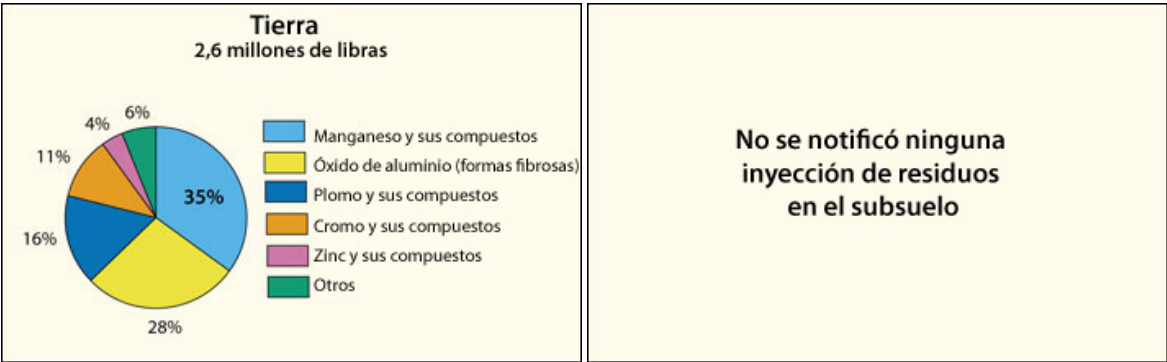 Tierra
2,6 millones de libras
6%
4%
11%
35%
16%
28%
Manganeso y sus compuestos
Óxido de aluminio (formas fibrosas)
Plomo y sus compuestos
Cromo y sus compuestos
Zinc y sus compuestos
Otros
No se notificó ninguna
inyección de residuos
en el subsuelo